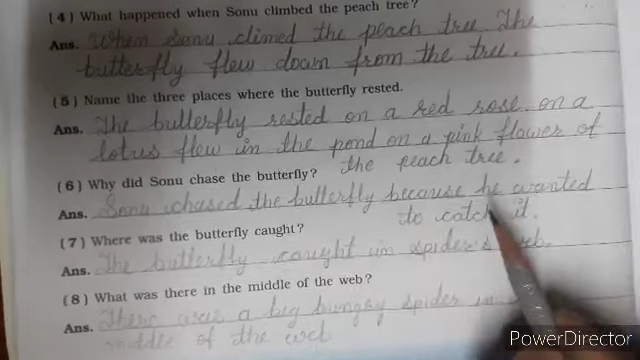 (4) What happened when Sonu climbed the peach tree?
Ans. When Sonu climed the peach tree The
butterfly flew down from the tree.
(5) Name the three places where the butterfly rested.
Ans. The butterfly rested on a red rose on a
lotus flew in the pond on a pink flower of
the peach tree.
(6) Why did Sonu chase the butterfly?
Ans. Sonu chased the butterfly because he wanted
to catch it.
(7) Where was the butterfly caught?
Ans. The butterfly caught in spider's web.
(8) What was there in the middle of the web?
Ans. There was a big hungay spider in
middle of the web
PowerDirector